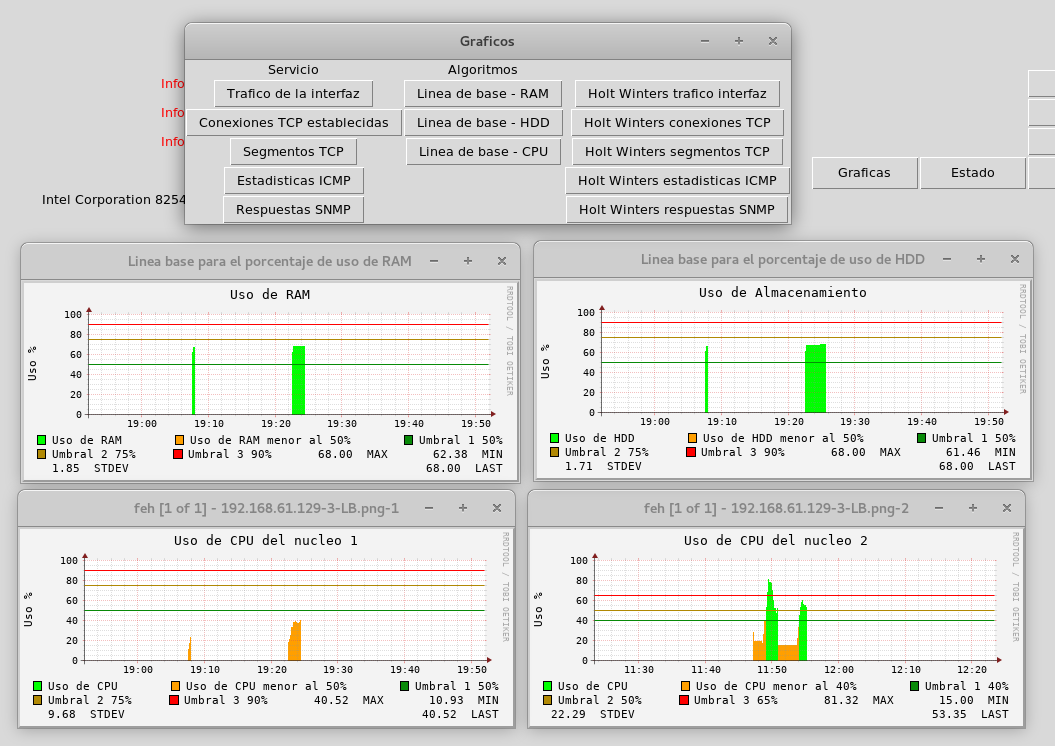 Graficos
Servicio Algoritmos
Info
Trafico de la interfaz Linea de base - RAM Holt Winters trafico interfaz
Info
Conexiones TCP establecidas Linea de base - HDD Holt Winters conexiones TCP
Info
Segmentos TCP Linea de base - CPU Holt Winters segmentos TCP
Estadisticas ICMP Holt Winters estadisticas ICMP
Graficas Estado
Intel Corporation 8254
Respuestas SNMP Holt Winters respuestas SNMP
Linea base para el porcentaje de uso de RAM
Uso de RAM
RRDTOOL / TOBI OETIKER
Uso %
100
80
60
40
20
0
19:00 19:10 19:20 19:30 19:40 19:50
Uso de RAM Uso de RAM menor al 50% Umbral 1 50%
Umbral 2 75% Umbral 3 90% 68.00 MAX 62.38 MIN
1.85 STDEV 68.00 LAST
Linea base para el porcentaje de uso de HDD
Uso de Almacenamiento
RRDTOOL / TOBI OETIKER
Uso %
100
80
60
40
20
0
19:00 19:10 19:20 19:30 19:40 19:50
Uso de HDD Uso de HDD menor al 50% Umbral 1 50%
Umbral 2 75% Umbral 3 90% 68.00 MAX 61.46 MIN
1.71 STDEV 68.00 LAST
feh [1 of 1] - 192.168.61.129-3-LB.png-1
Uso de CPU del nucleo 1
RRDTOOL / TOBI OETIKER
Uso %
100
80
60
40
20
0
19:00 19:10 19:20 19:30 19:40 19:50
Uso de CPU Uso de CPU menor al 50% Umbral 1 50%
Umbral 2 75% Umbral 3 90% 40.52 MAX 10.93 MIN
9.68 STDEV 40.52 LAST
feh [1 of 1] - 192.168.61.129-3-LB.png-2
Uso de CPU del nucleo 2
RRDTOOL / TOBI OETIKER
Uso %
100
80
60
40
20
0
11:30 11:40 11:50 12:00 12:10 12:20
Uso de CPU Uso de CPU menor al 40% Umbral 1 40%
Umbral 2 50% Umbral 3 65% 81.32 MAX 15.00 MIN
22.29 STDEV 53.35 LAST